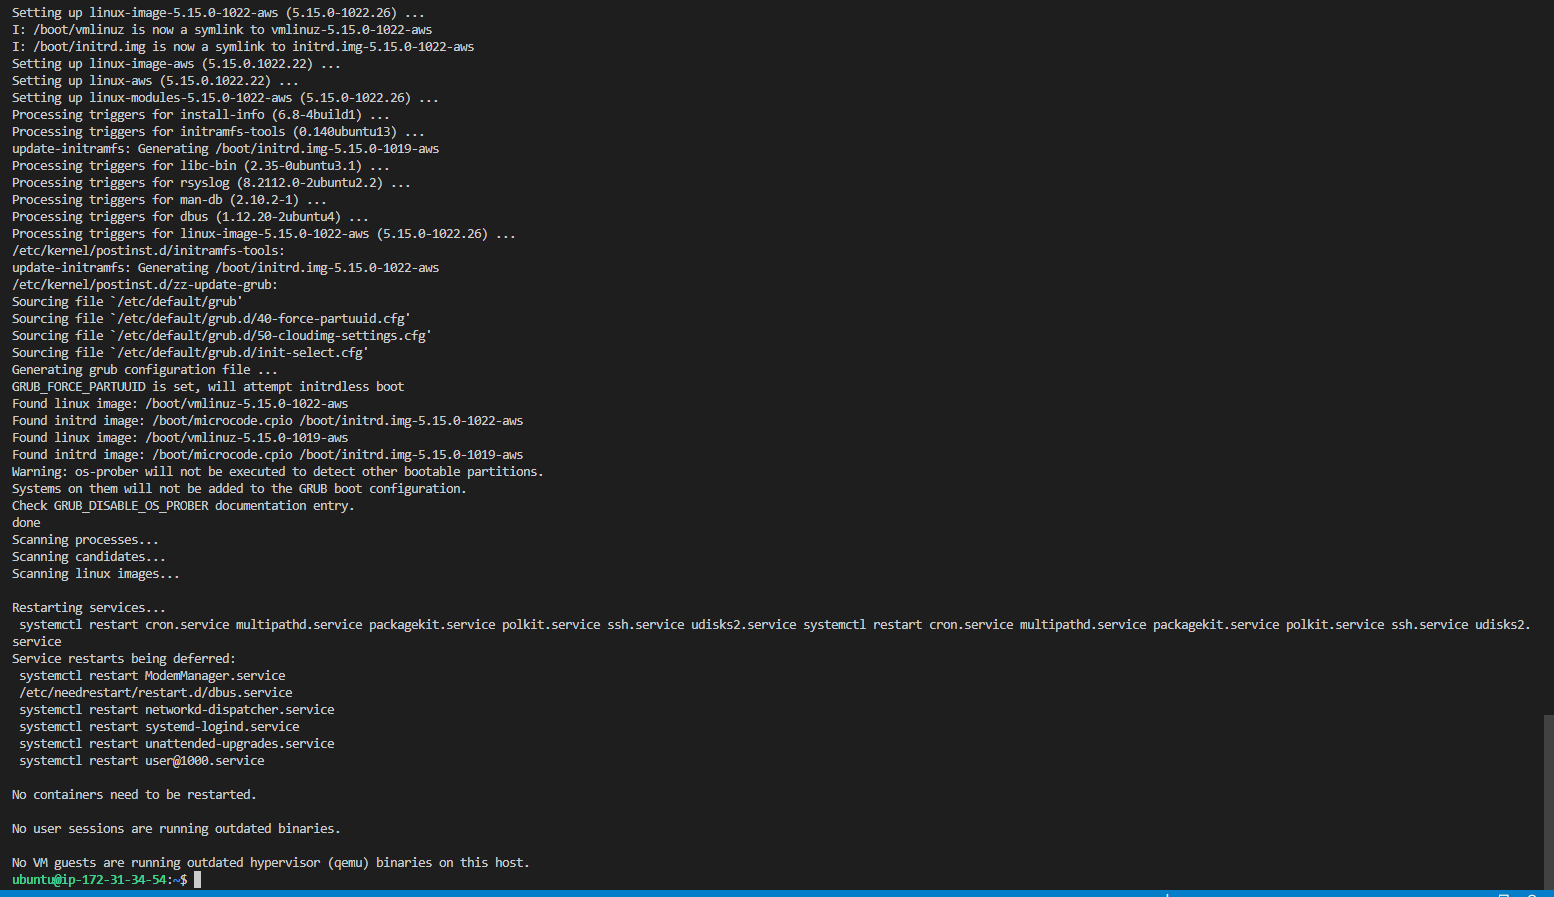 Setting up linux-image-5.15.0-1022-aws (5.15.0-1022.26) ...
I: /boot/vmlinuz is now a symlink to vmlinuz-5.15.0-1022-aws
I: /boot/initrd.img is now a symlink to initrd.img-5.15.0-1022-aws
Setting up linux-image-aws (5.15.0.1022.22) ...
Setting up linux-aws (5.15.0.1022.22) ...
Setting up linux-modules-5.15.0-1022-aws (5.15.0-1022.26) ...
Processing triggers for install-info (6.8-4build1) ...
Processing triggers for initramfs-tools (0.140ubuntu13) ...
update-initramfs: Generating /boot/initrd.img-5.15.0-1019-aws
Processing triggers for libc-bin (2.35-0ubuntu3.1) ...
Processing triggers for rsyslog (8.2112.0-2ubuntu2.2) ...
Processing triggers for man-db (2.10.2-1) ...
Processing triggers for dbus (1.12.20-2ubuntu4) ...
Processing triggers for linux-image-5.15.0-1022-aws (5.15.0-1022.26) ...
/etc/kernel/postinst.d/initramfs-tools:
update-initramfs: Generating /boot/initrd.img-5.15.0-1022-aws
/etc/kernel/postinst.d/zz-update-grub:
Sourcing file `/etc/default/grub'
Sourcing file `/etc/default/grub.d/40-force-partuuid.cfg'
Sourcing file `/etc/default/grub.d/50-cloudimg-settings.cfg'
Sourcing file `/etc/default/grub.d/init-select.cfg'
Generating grub configuration file ...
GRUB_FORCE_PARTUUID is set, will attempt initrdless boot
Found linux image: /boot/vmlinuz-5.15.0-1022-aws
Found initrd image: /boot/microcode.cpio /boot/initrd.img-5.15.0-1022-aws
Found linux image: /boot/vmlinuz-5.15.0-1019-aws
Found initrd image: /boot/microcode.cpio /boot/initrd.img-5.15.0-1019-aws
Warning: os-prober will not be executed to detect other bootable partitions.
Systems on them will not be added to the GRUB boot configuration.
Check GRUB_DISABLE_OS_PROBER documentation entry.
done
Scanning processes...
Scanning candidates...
Scanning linux images...
Restarting services...
systemctl restart cron.service multipathd.service packagekit.service polkit.service ssh.service udisks2.service systemctl restart cron.service multipathd.service packagekit.service polkit.service ssh.service udisks2.
service
Service restarts being deferred:
systemctl restart ModemManager.service
/etc/needrestart/restart.d/dbus.service
systemctl restart networkd-dispatcher.service
systemctl restart systemd-logind.service
systemctl restart unattended-upgrades.service
systemctl restart user@1000.service
No containers need to be restarted.
No user sessions are running outdated binaries.
No VM guests are running outdated hypervisor (qemu) binaries on this host.
ubuntu@ip-172-31-34-54:~$